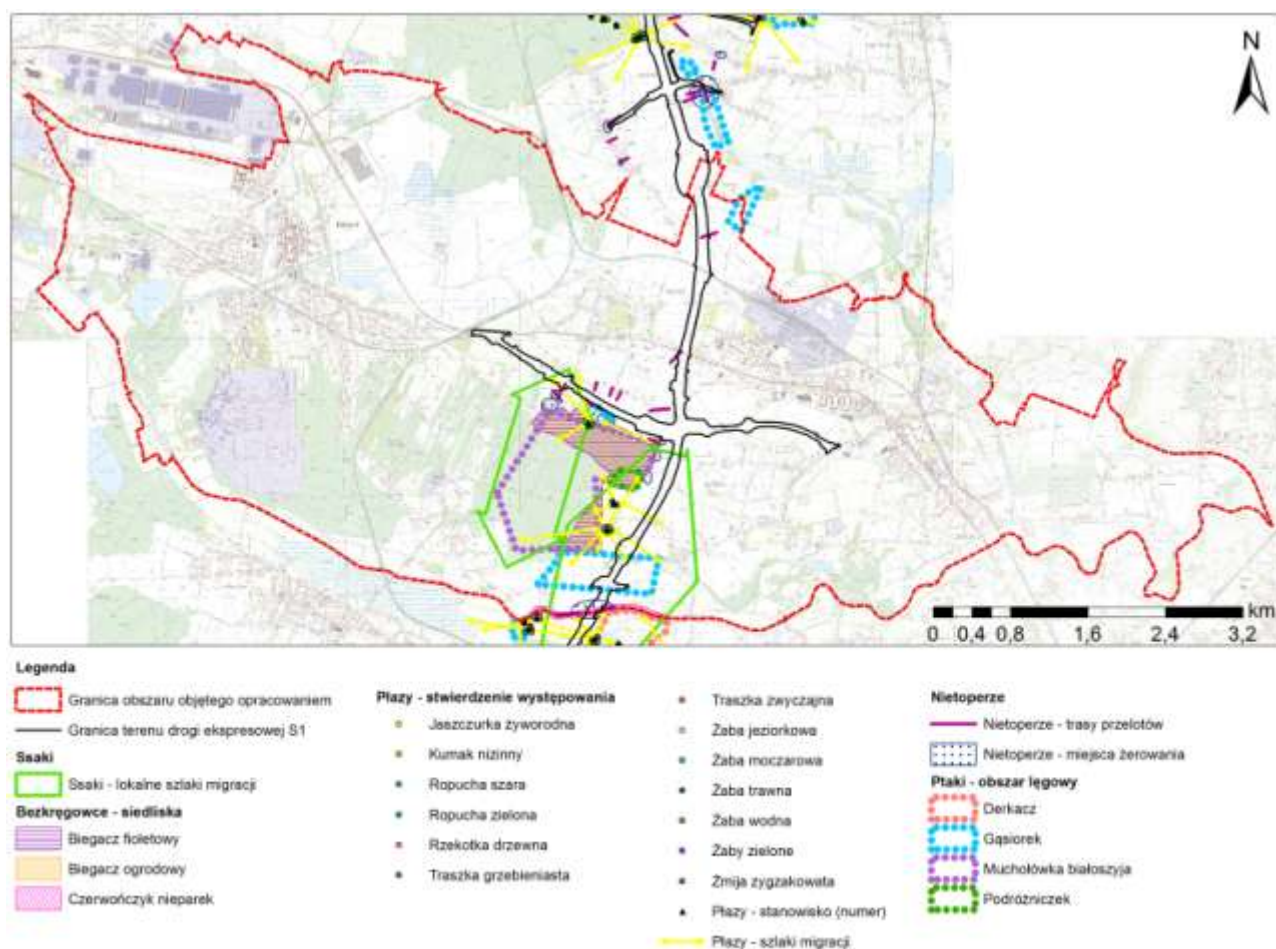 N
km
0 0,4 0,8 1,6 2,4 3,2
Legenda
Granica obszaru objętego opracowaniem
Granica terenu drogi ekspresowej S1
Ssaki
Ssaki - lokalne szlaki migracji
Bezkręgowce - siedliska
Biegacz fioletowy
Biegacz ogrodowy
Czerwończyk nieparek
Płazy - stwierdzenie występowania
Jaszczurka żyworodna
Kumak nizinny
Ropucha szara
Ropucha zielona
Rzekotka drzewna
Traszka grzebieniasta
Traszka zwyczajna
Żaba jeziorkowa
Żaba moczarowa
Żaba trawna
Żaba wodna
Żaby zielone
Żmija zygzakowata
Płazy - stanowisko (numer)
Płazy - szlaki migracji
Nietoperze
Nietoperze - trasy przelotów
Nietoperze - miejsca żerowania
Ptaki - obszar lęgowy
Derkacz
Gąsiorek
Muchołówka białoszyja
Podróżniczek